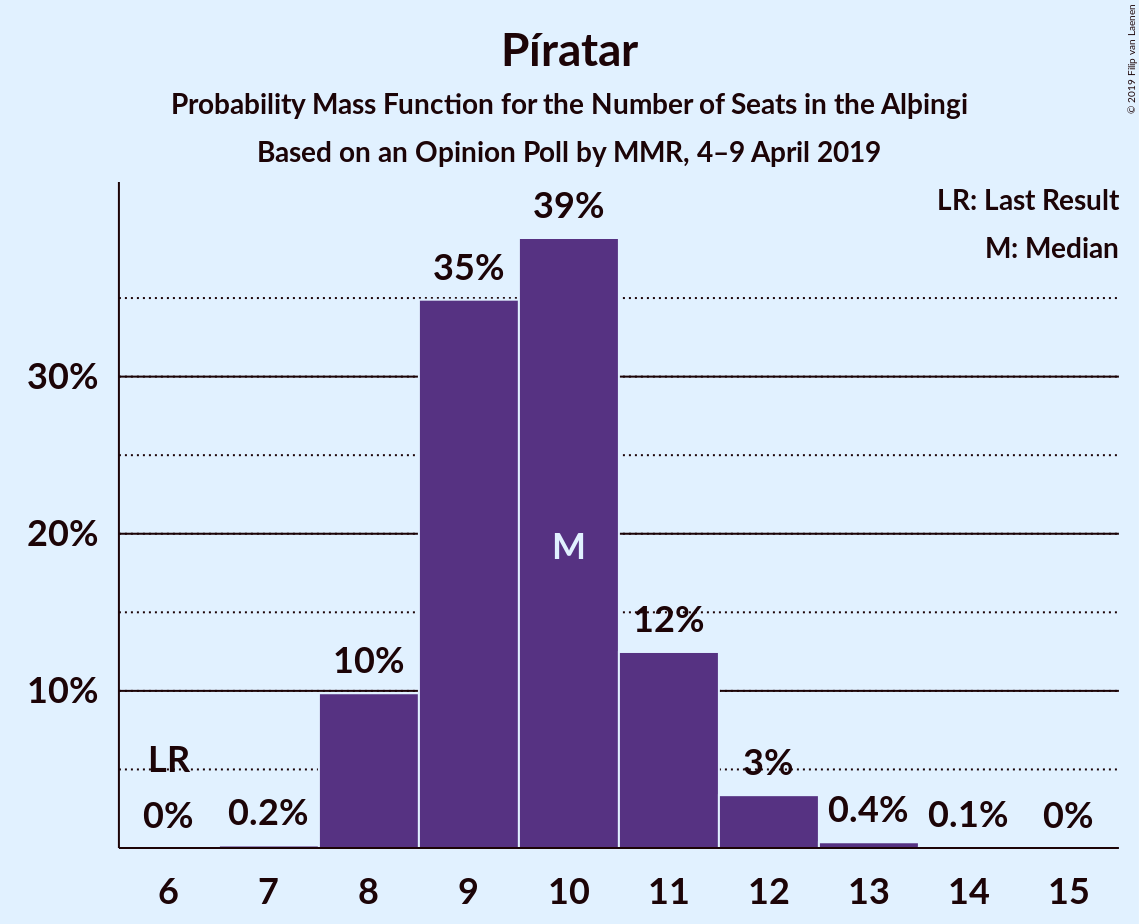 Píratar
Probability Mass Function for the Number of Seats in the Alþingi
Based on an Opinion Poll by MMR, 4–9 April 2019
© 2019 Filip van Laenen
LR: Last Result
M: Median
39%
35%
30%
20%
M
12%
10%
10%
LR
3%
0%
0.2%
0.4%
0.1%
0%
6 7 8 9 10 11 12 13 14 15